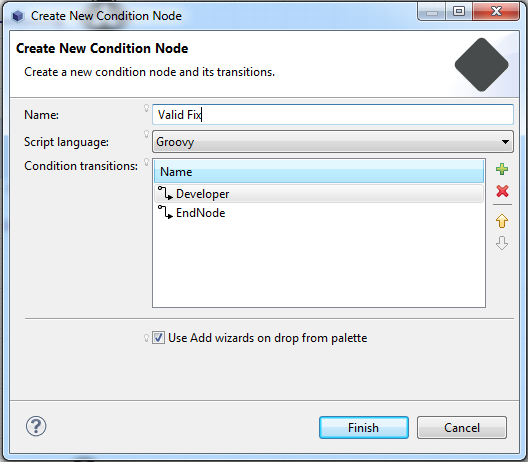 Create New Condition Node
Create New Condition Node
Create a new condition node and its transitions.
Name: Valid Fix
Script language: Groovy
Condition transitions: Name
Developer
EndNode
Use Add wizards on drop from palette
? Finish Cancel